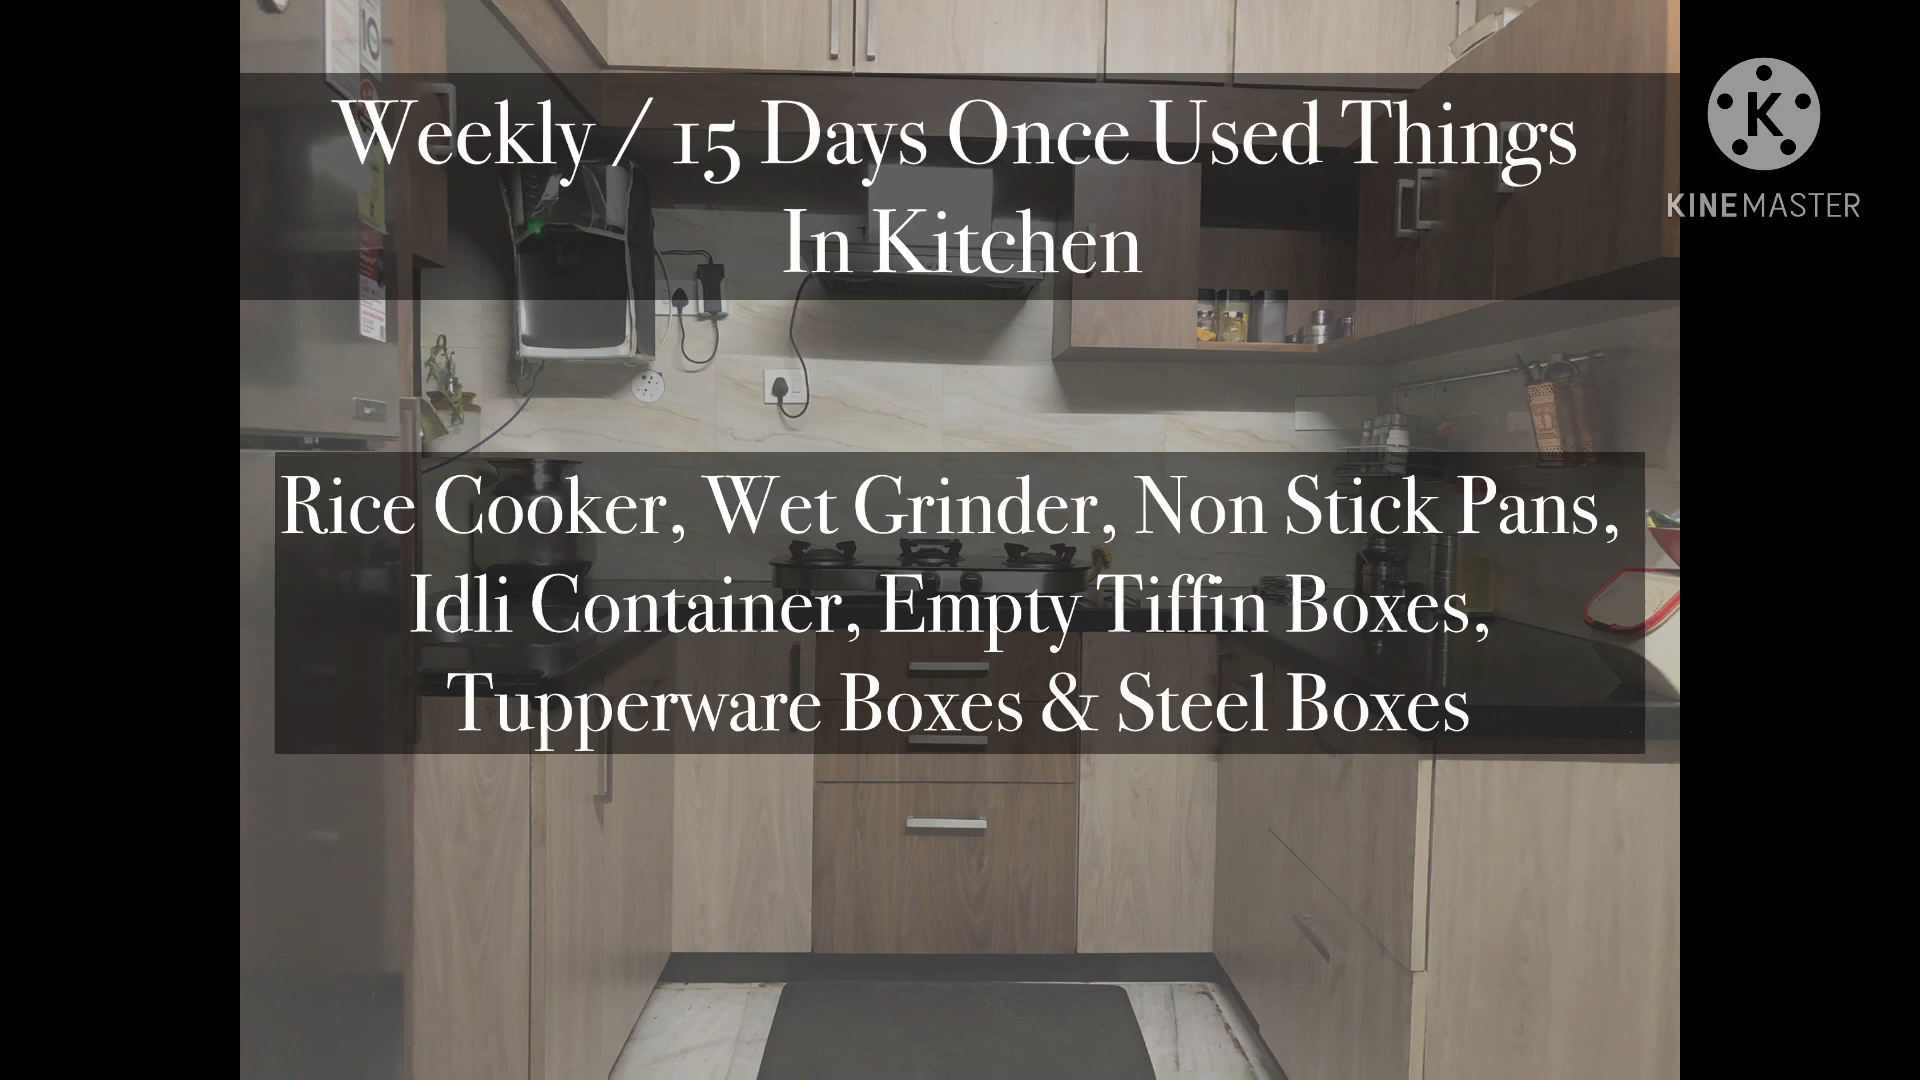 Weekly / 15 Days Once Used Things
In Kitchen
K
KINEMASTER
Rice Cooker, Wet Grinder, Non Stick Pans,
Idli Container, Empty Tiffin Boxes,
Tupperware Boxes & Steel Boxes